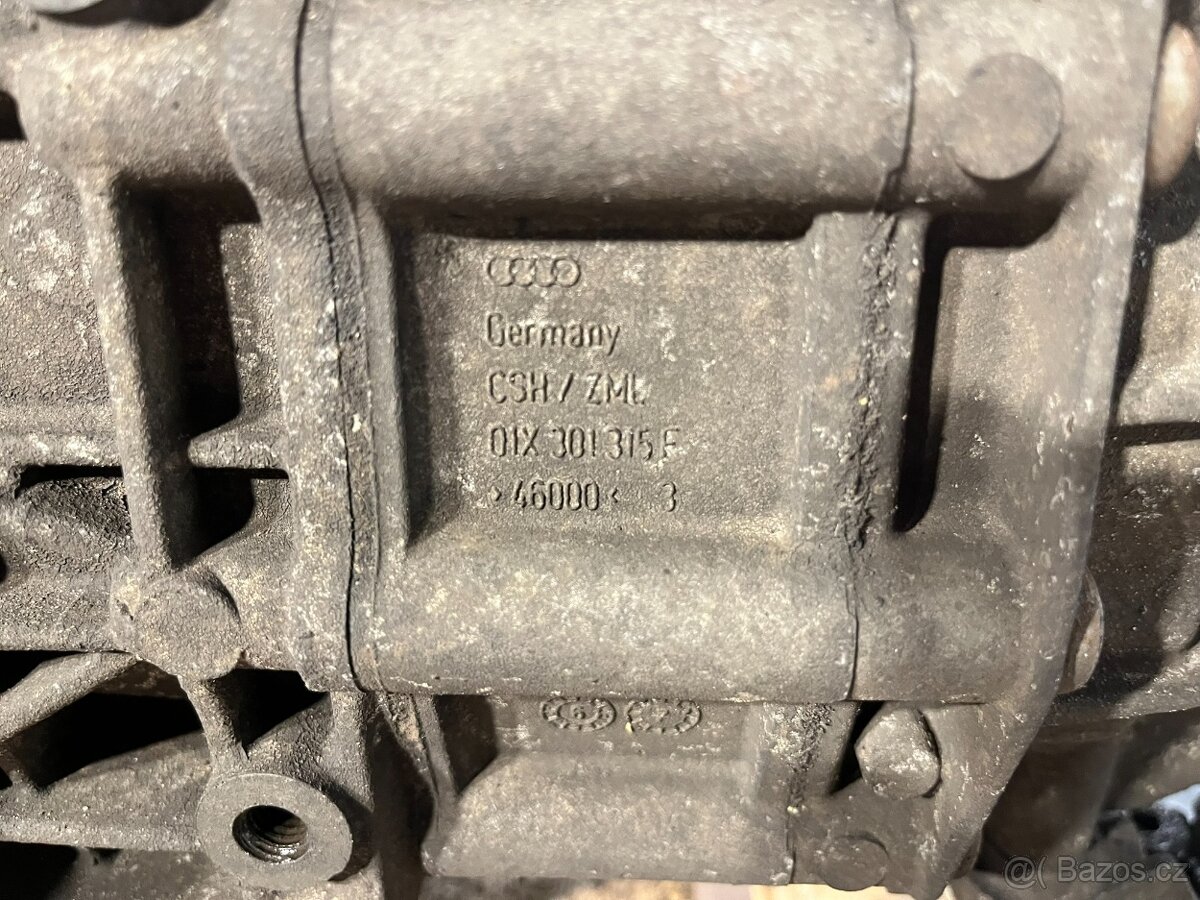 Germany
CSH / ZML
01X 301 315 F
>46000< 3
@( Bazos.cz